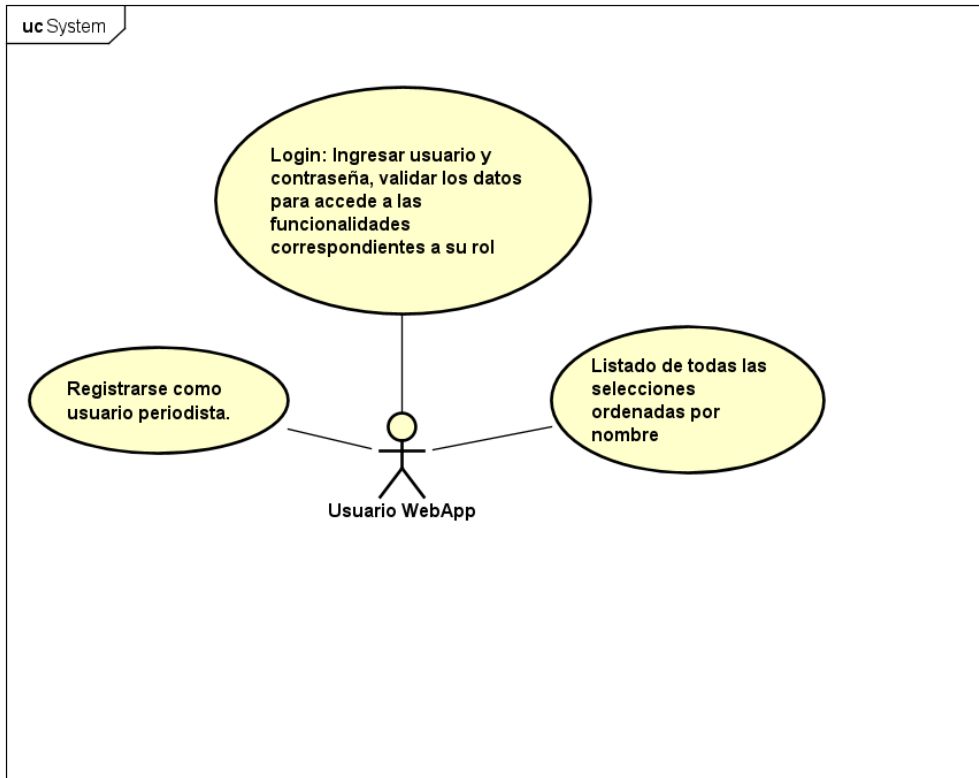 uc System
Login: Ingresar usuario y
contraseña, validar los datos
para accede a las
funcionalidades
correspondientes a su rol
Registrarse como
usuario periodista.
Listado de todas las
selecciones
ordenadas por
nombre
Usuario WebApp